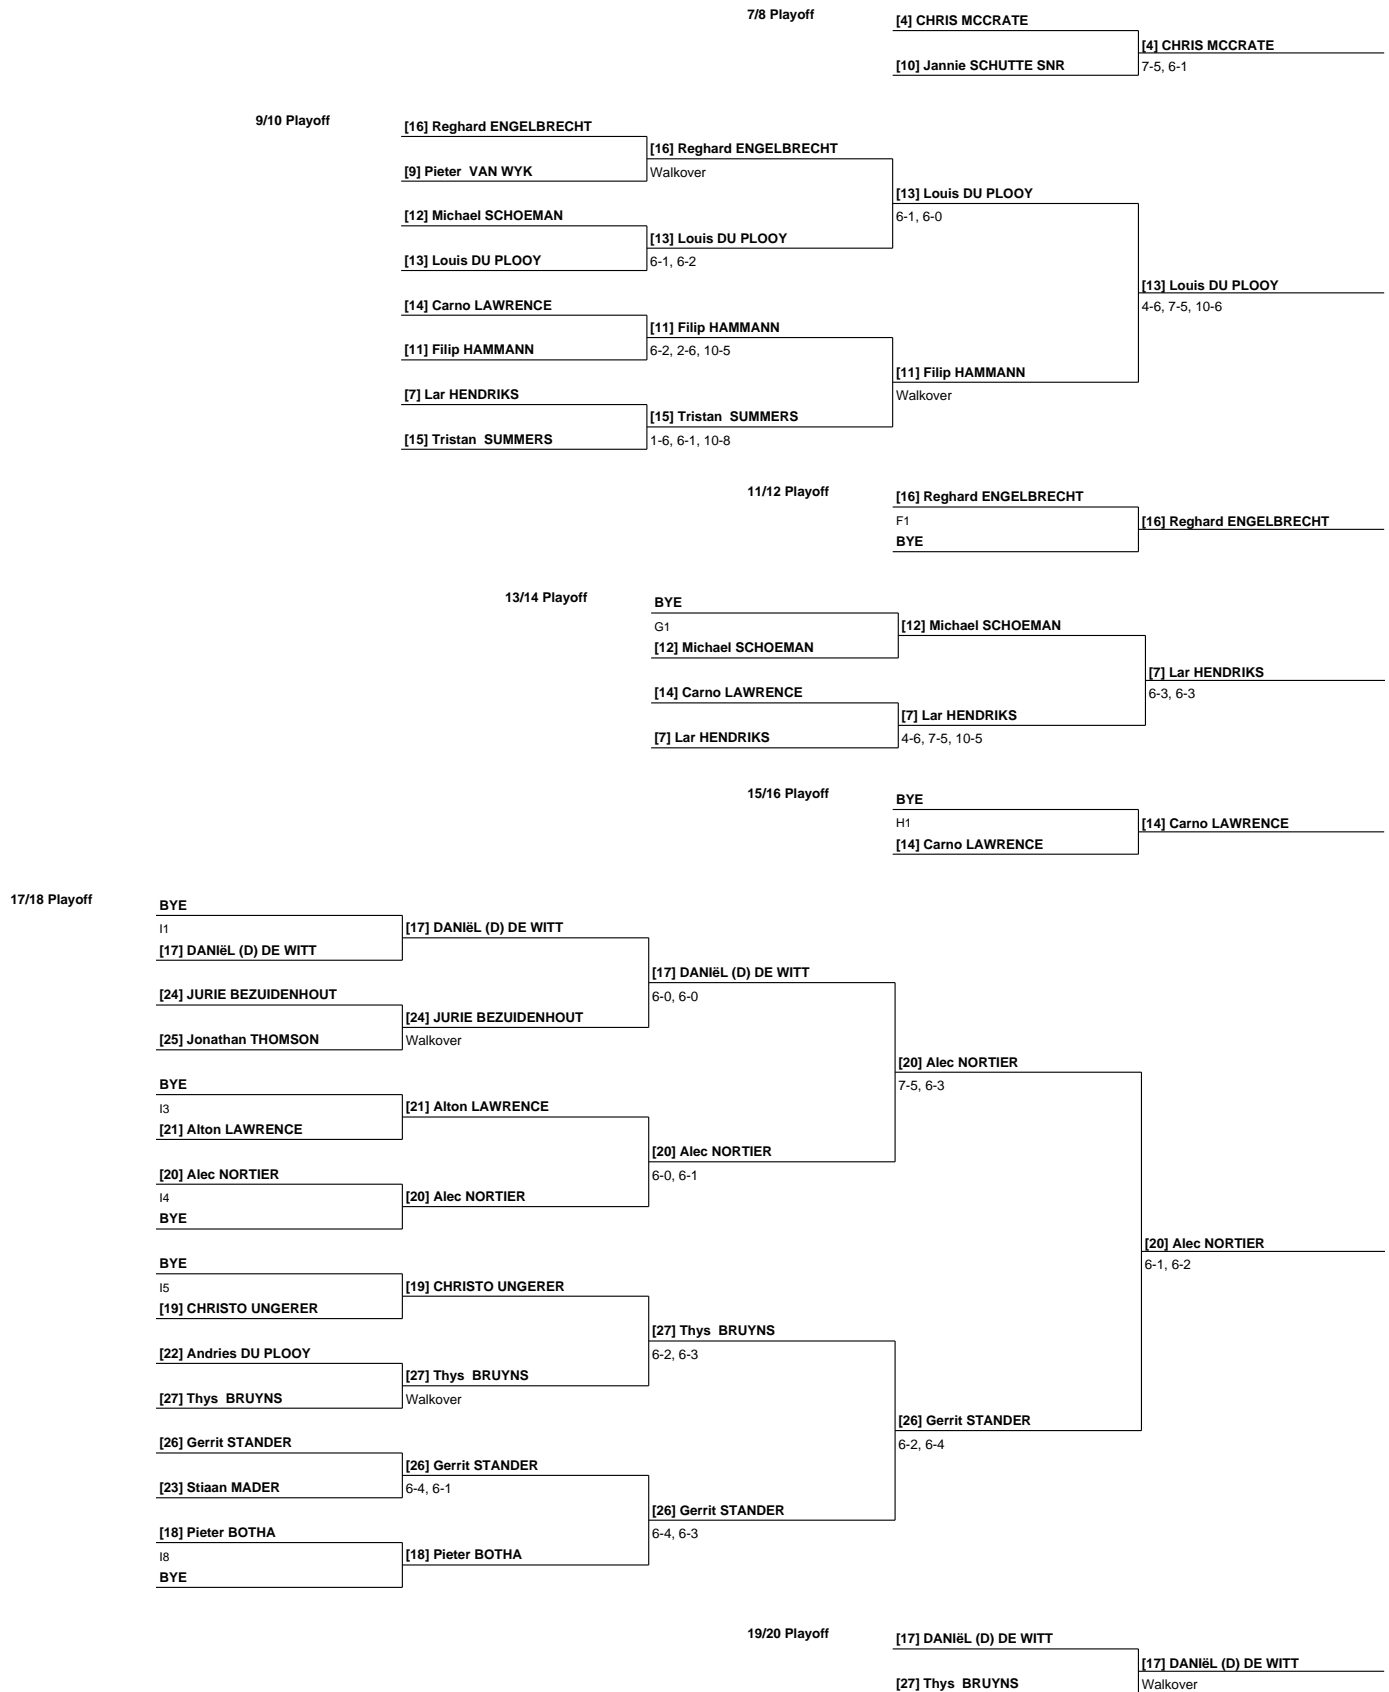 7/8 Playoff
[4] CHRIS MCCRATE
[4] CHRIS MCCRATE
[10] Jannie SCHUTTE SNR
7-5, 6-1
9/10 Playoff
[16] Reghard ENGELBRECHT
[16] Reghard ENGELBRECHT
[9] Pieter VAN WYK
Walkover
[13] Louis DU PLOOY
[12] Michael SCHOEMAN
6-1, 6-0
[13] Louis DU PLOOY
[13] Louis DU PLOOY
6-1, 6-2
[13] Louis DU PLOOY
[14] Carno LAWRENCE
4-6, 7-5, 10-6
[11] Filip HAMMANN
[11] Filip HAMMANN
6-2, 2-6, 10-5
[11] Filip HAMMANN
[7] Lar HENDRIKS
Walkover
[15] Tristan SUMMERS
[15] Tristan SUMMERS
1-6, 6-1, 10-8
11/12 Playoff
[16] Reghard ENGELBRECHT
F1
[16] Reghard ENGELBRECHT
BYE
13/14 Playoff
BYE
G1
[12] Michael SCHOEMAN
[12] Michael SCHOEMAN
[7] Lar HENDRIKS
[14] Carno LAWRENCE
6-3, 6-3
[7] Lar HENDRIKS
[7] Lar HENDRIKS
4-6, 7-5, 10-5
15/16 Playoff
BYE
H1
[14] Carno LAWRENCE
[14] Carno LAWRENCE
17/18 Playoff
BYE
I1
[17] DANIëL (D) DE WITT
[17] DANIëL (D) DE WITT
[17] DANIëL (D) DE WITT
[24] JURIE BEZUIDENHOUT
6-0, 6-0
[24] JURIE BEZUIDENHOUT
[25] Jonathan THOMSON
Walkover
[20] Alec NORTIER
BYE
7-5, 6-3
I3
[21] Alton LAWRENCE
[21] Alton LAWRENCE
[20] Alec NORTIER
[20] Alec NORTIER
6-0, 6-1
I4
[20] Alec NORTIER
BYE
[20] Alec NORTIER
BYE
6-1, 6-2
I5
[19] CHRISTO UNGERER
[19] CHRISTO UNGERER
[27] Thys BRUYNS
[22] Andries DU PLOOY
6-2, 6-3
[27] Thys BRUYNS
[27] Thys BRUYNS
Walkover
[26] Gerrit STANDER
[26] Gerrit STANDER
6-2, 6-4
[26] Gerrit STANDER
[23] Stiaan MADER
6-4, 6-1
[26] Gerrit STANDER
[18] Pieter BOTHA
6-4, 6-3
I8
[18] Pieter BOTHA
BYE
19/20 Playoff
[17] DANIëL (D) DE WITT
[17] DANIëL (D) DE WITT
[27] Thys BRUYNS
Walkover